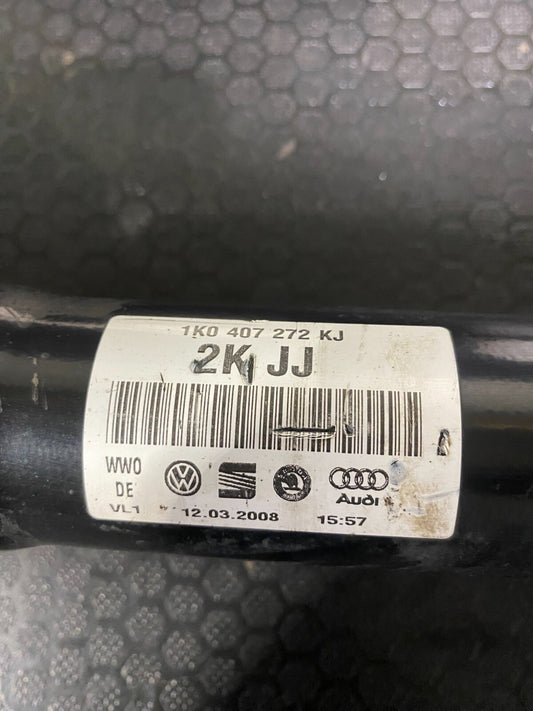 1K0 407 272 KJ
2K JJ
WWO
DE
VL1
12.03.2008 15:57
Audi